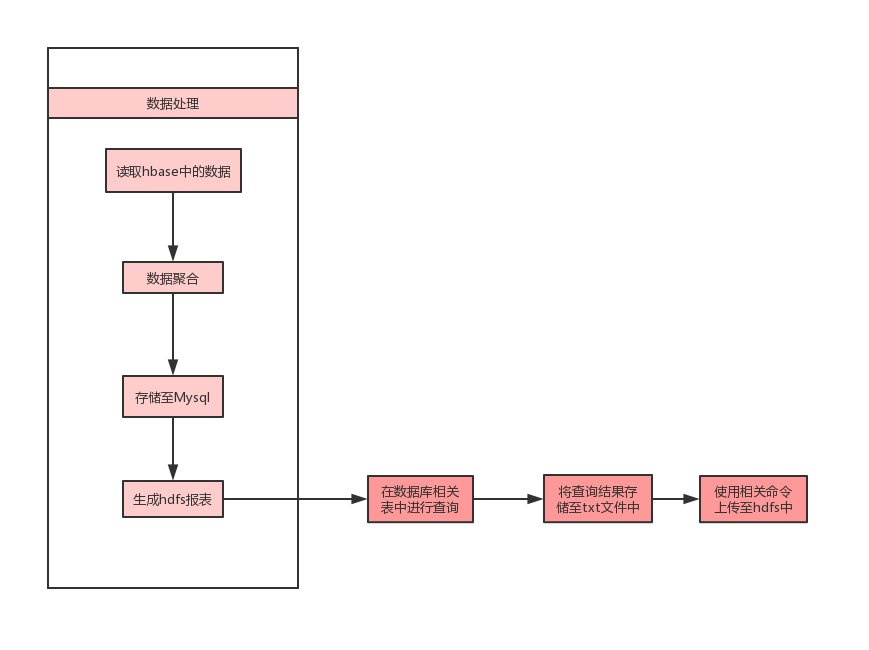 数据处理
读取hbase中的数据
数据聚合
存储至Mysql
生成hdfs报表
在数据库相关
表中进行查询
将查询结果存
储至txt文件中
使用相关命令
上传至hdfs中